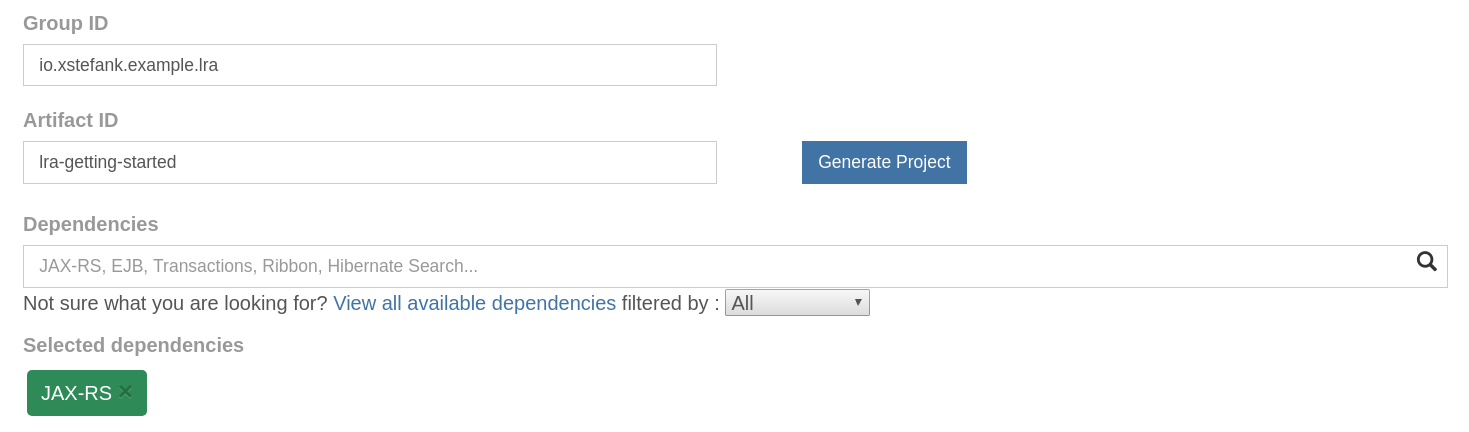 Group ID
io.xstefank.example.lra
Artifact ID
lra-getting-started
Generate Project
Dependencies
JAX-RS, EJB, Transactions, Ribbon, Hibernate Search...
Not sure what you are looking for? View all available dependencies filtered by : All
Selected dependencies
JAX-RS ×